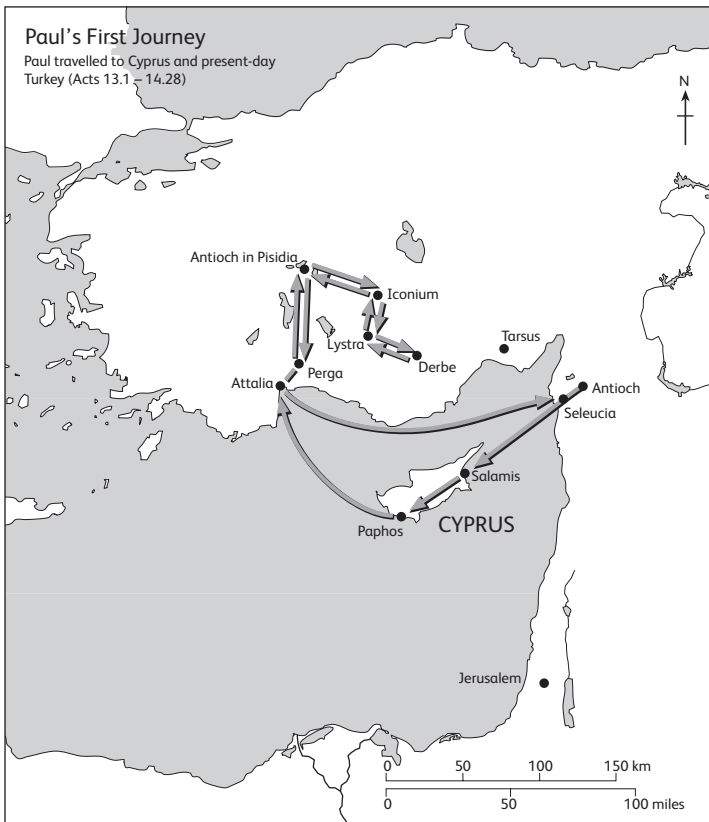 Paul's First Journey
Paul travelled to Cyprus and present-day
Turkey (Acts 13.1 – 14.28)
N
Antioch in Pisidia
Iconium
Lystra
Derbe
Tarsus
Perga
Attalia
Antioch
Seleucia
Salamis
CYPRUS
Paphos
Jerusalem
0 50 100 150 km
0 50 100 miles